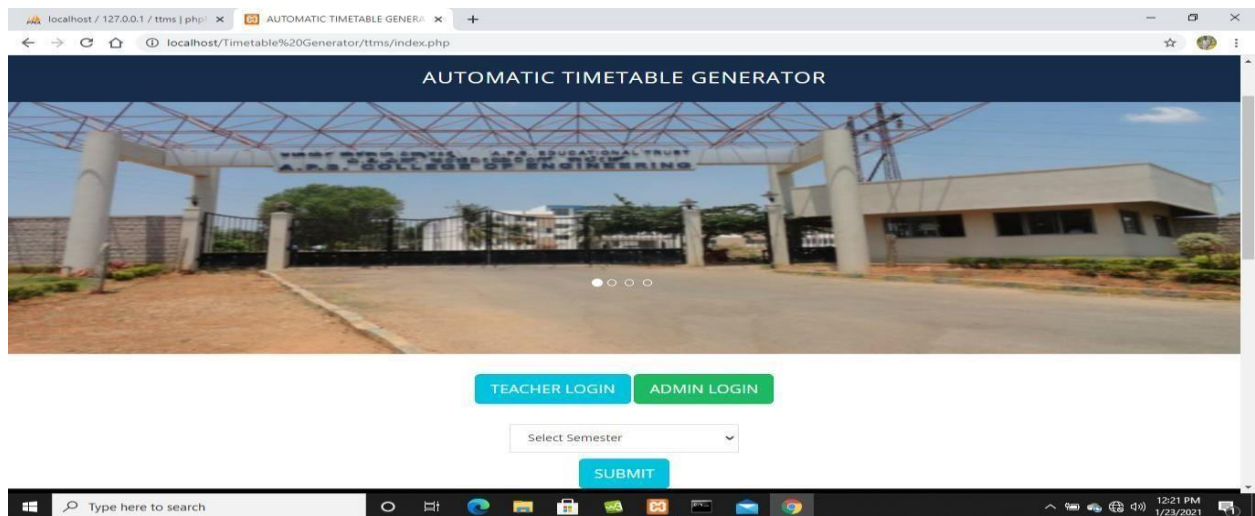 localhost / 127.0.0.1 / ttms | php
AUTOMATIC TIMETABLE GENERA
localhost/Timetable%20Generator/ttms/index.php
AUTOMATIC TIMETABLE GENERATOR
A.P.S. EDUCATIONAL TRUST
A.P.S. COLLEGE OF ENGINEERING
TEACHER LOGIN
ADMIN LOGIN
Select Semester
SUBMIT
Type here to search
12:21 PM
1/23/2021